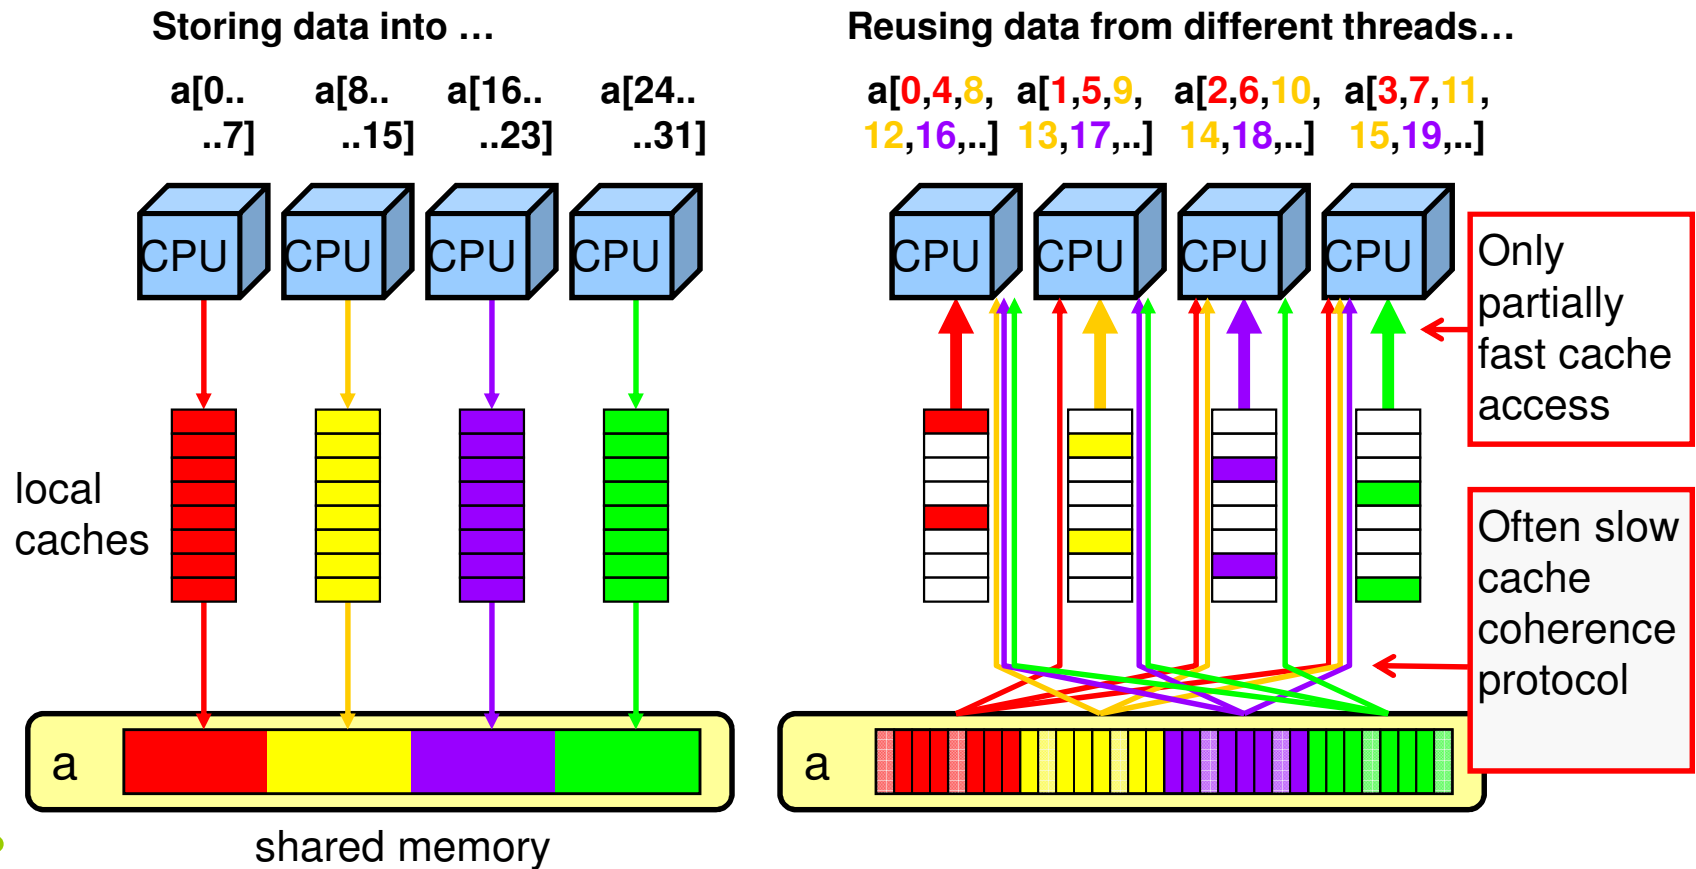 Storing data into …
a[0..
..7]
a[8..
..15]
a[16..
..23]
a[24..
..31]
CPU
CPU
CPU
CPU
local
caches
a
shared memory
Reusing data from different threads…
a[0,4,8,
12,16,..]
a[1,5,9,
13,17,..]
a[2,6,10,
14,18,..]
a[3,7,11,
15,19,..]
CPU
CPU
CPU
CPU
Only
partially
fast cache
access
Often slow
cache
coherence
protocol
a